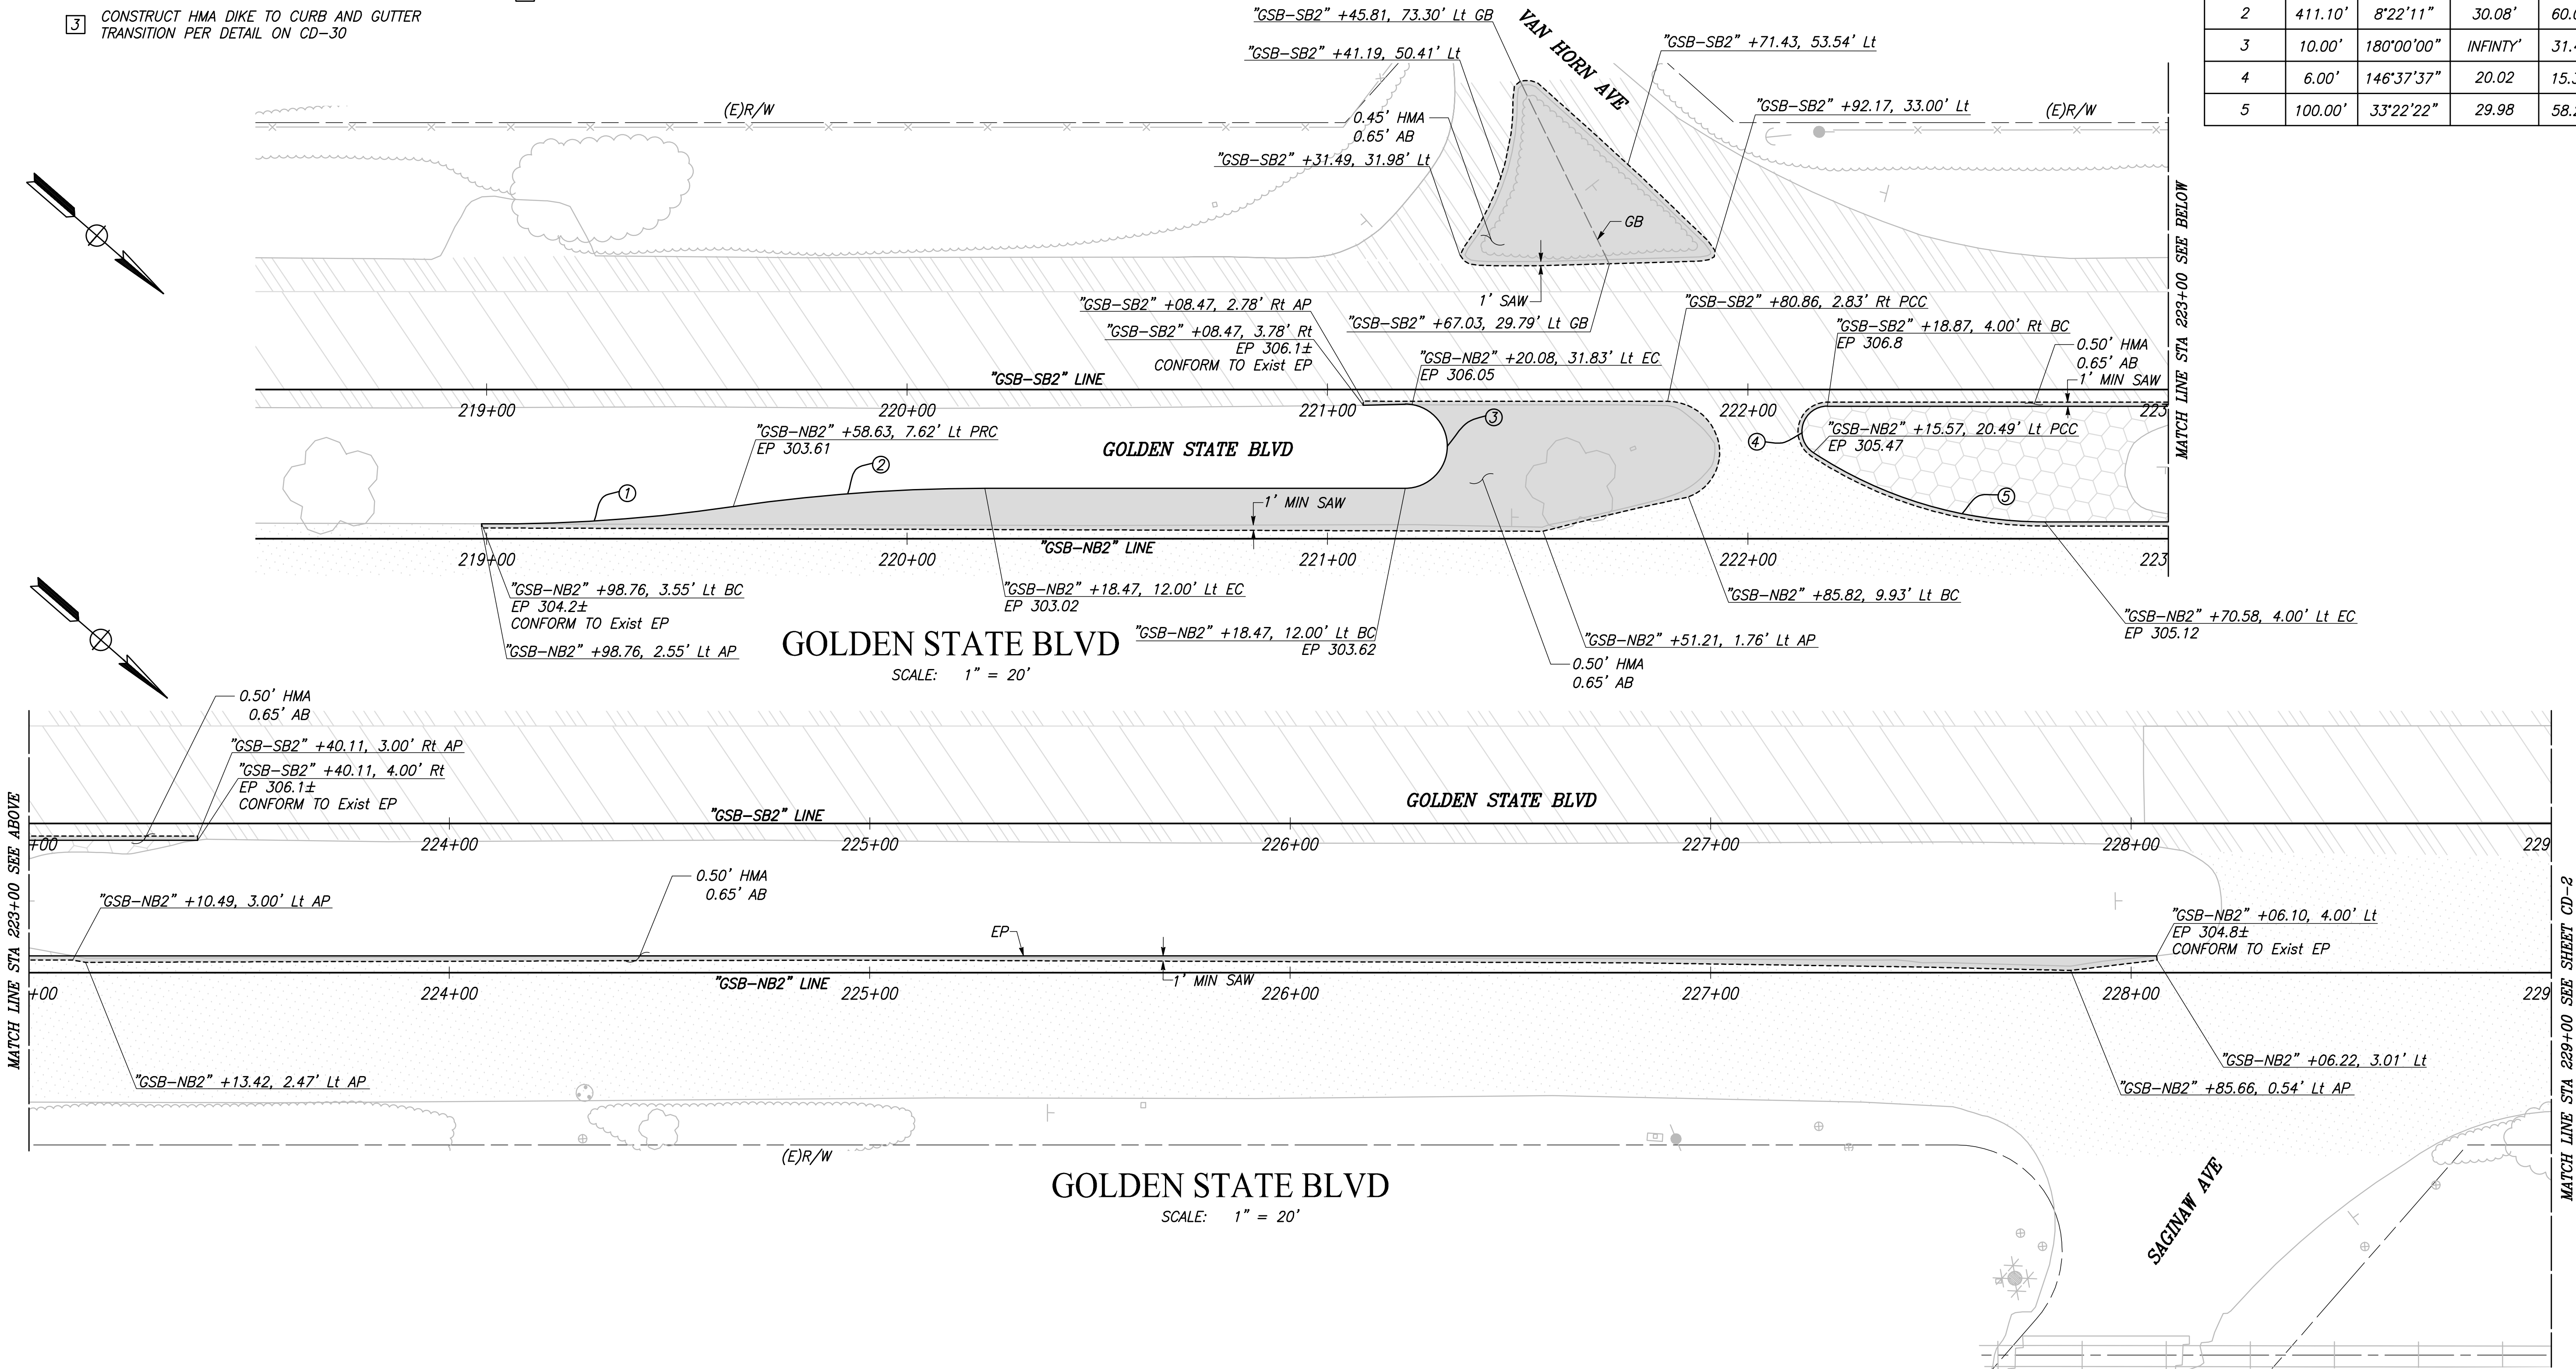 3 CONSTRUCT HMA DIKE TO CURB AND GUTTER
TRANSITION PER DETAIL ON CD-30
2 411.10' 8°22'11" 30.08'
3 10.00' 180°00'00" INFINTY'
4 6.00' 146°37'37" 20.02
5 100.00' 33°22'22" 29.98
"GSB-SB2" +45.81, 73.30' Lt GB
"GSB-SB2" +41.19, 50.41' Lt
VAN HORN AVE
"GSB-SB2" +71.43, 53.54' Lt
(E)R/W
0.45' HMA
0.65' AB
"GSB-SB2" +92.17, 33.00' Lt
(E)R/W
"GSB-SB2" +31.49, 31.98' Lt
GB
MATCH LINE STA 223+00 SEE BELOW
1' SAW
"GSB-SB2" +08.47, 2.78' Rt AP
"GSB-SB2" +08.47, 3.78' Rt
EP 306.1±
CONFORM TO Exist EP
"GSB-SB2" +67.03, 29.79' Lt GB
"GSB-SB2" +80.86, 2.83' Rt PCC
"GSB-SB2" +18.87, 4.00' Rt BC
EP 306.8
"GSB-NB2" +20.08, 31.83' Lt EC
EP 306.05
0.50' HMA
0.65' AB
1' MIN SAW
"GSB-SB2" LINE
219+00 220+00 221+00 222+00 223
"GSB-NB2" +58.63, 7.62' Lt PRC
EP 303.61
GOLDEN STATE BLVD
3
4
"GSB-NB2" +15.57, 20.49' Lt PCC
EP 305.47
1
2
5
1' MIN SAW
"GSB-NB2" LINE
219+00 220+00 221+00 222+00 223
"GSB-NB2" +98.76, 3.55' Lt BC
EP 304.2±
CONFORM TO Exist EP
"GSB-NB2" +98.76, 2.55' Lt AP
"GSB-NB2" +18.47, 12.00' Lt EC
EP 303.02
"GSB-NB2" +18.47, 12.00' Lt BC
EP 303.62
"GSB-NB2" +85.82, 9.93' Lt BC
"GSB-NB2" +51.21, 1.76' Lt AP
"GSB-NB2" +70.58, 4.00' Lt EC
EP 305.12
0.50' HMA
0.65' AB
GOLDEN STATE BLVD
SCALE: 1" = 20'
0.50' HMA
0.65' AB
"GSB-SB2" +40.11, 3.00' Rt AP
"GSB-SB2" +40.11, 4.00' Rt
EP 306.1±
CONFORM TO Exist EP
MATCH LINE STA 223+00 SEE ABOVE
"GSB-SB2" LINE
GOLDEN STATE BLVD
+00 224+00 225+00 226+00 227+00 228+00 229
"GSB-NB2" +10.49, 3.00' Lt AP
0.50' HMA
0.65' AB
EP
"GSB-NB2" +06.10, 4.00' Lt
EP 304.8±
CONFORM TO Exist EP
1' MIN SAW
"GSB-NB2" LINE
+00 224+00 225+00 226+00 227+00 228+00 229
MATCH LINE STA 229+00 SEE SHEET CD-2
"GSB-NB2" +13.42, 2.47' Lt AP
"GSB-NB2" +06.22, 3.01' Lt
"GSB-NB2" +85.66, 0.54' Lt AP
(E)R/W
GOLDEN STATE BLVD
SCALE: 1" = 20'
SAGINAW AVE